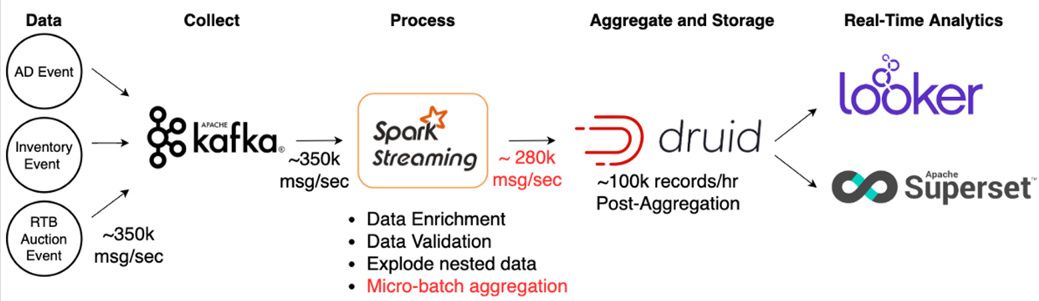 Data
Collect
Process
Aggregate and Storage
Real-Time Analytics
AD Event
Inventory
Event
RTB
Auction
Event
~350k
msg/sec
APACHE
kafka®
~350k
msg/sec
Spark
Streaming
• Data Enrichment
• Data Validation
• Explode nested data
• Micro-batch aggregation
~ 280k
msg/sec
druid
~100k records/hr
Post-Aggregation
looker
Apache
Superset™